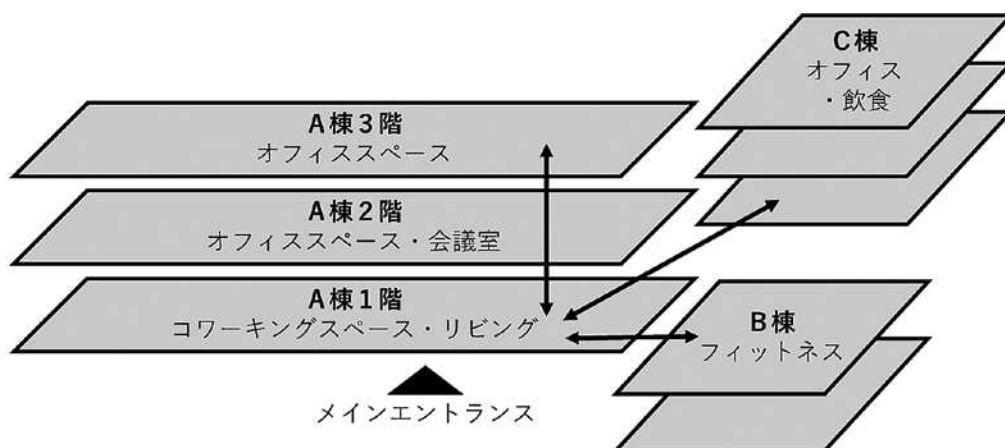 C棟
オフィス
・飲食
A棟3階
オフィススペース
A棟2階
オフィススペース・会議室
A棟1階
コワーキングスペース・リビング
B棟
フィットネス
メインエントランス